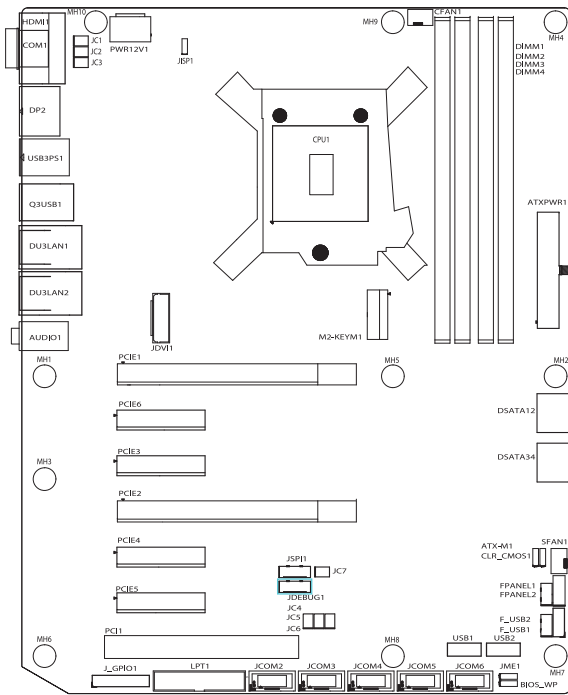 MH10
HDMI1
COM1
JC1
JC2
JC3
PWR12V1
JISP1
MH9
CFAN1
MH4
DIMM1
DIMM2
DIMM3
DIMM4
DP2
CPU1
USB3PS1
Q3USB1
ATXPWR1
DU3LAN1
DU3LAN2
AUDIO1
JDVI1
M2-KEYM1
MH1
PCIE1
MH5
MH2
PCIE6
DSATA12
PCIE3
DSATA34
MH3
PCIE2
PCIE4
JSPI1
JC7
ATX-M1
CLR_CMOS1
SFAN1
PCIE5
JDEBUG1
FPANEL1
FPANEL2
JC4
JC5
JC6
F_USB2
F_USB1
PCI1
MH6
MH8
USB1
USB2
MH7
J_GPIO1
LPT1
JCOM2
JCOM3
JCOM4
JCOM5
JCOM6
JME1
BIOS_WP